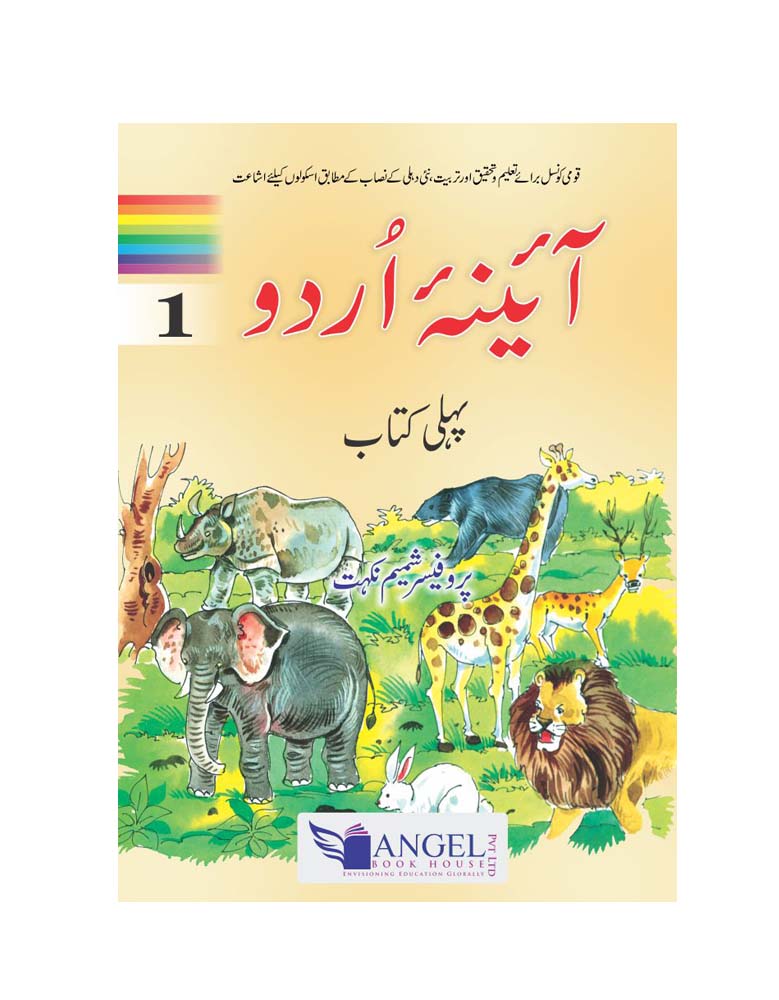 قومی کونسل برائے تعلیم و تحقیق اور تربیت، نئی دہلی کے نصاب کے مطابق اسکولوں کیلئے اشاعت
آئینۂ اُردو
1
پہلی کتاب
پروفیسر شمیم نکہت
ANGEL
BOOK HOUSE
PVT LTD
ENVISIONING EDUCATION GLOBALLY